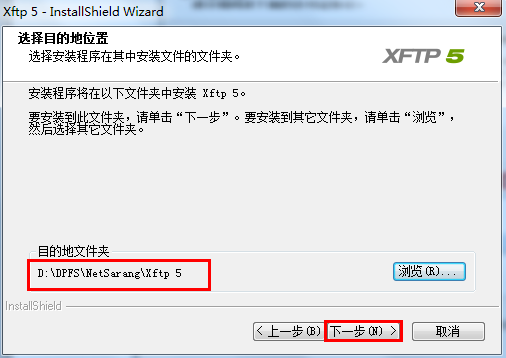 Xftp 5 - InstallShield Wizard
选择目的地位置
选择安装程序在其中安装文件的文件夹。
XFTP 5
安装程序将在以下文件夹中安装 Xftp 5。
要安装到此文件夹，请单击“下一步”。要安装到其它文件夹，请单击“浏览”，
然后选择其它文件夹。
目的地文件夹
D:\DPFS\NetSarang\Xftp 5
浏览(R)...
InstallShield
< 上一步(B)
下一步(N) >
取消